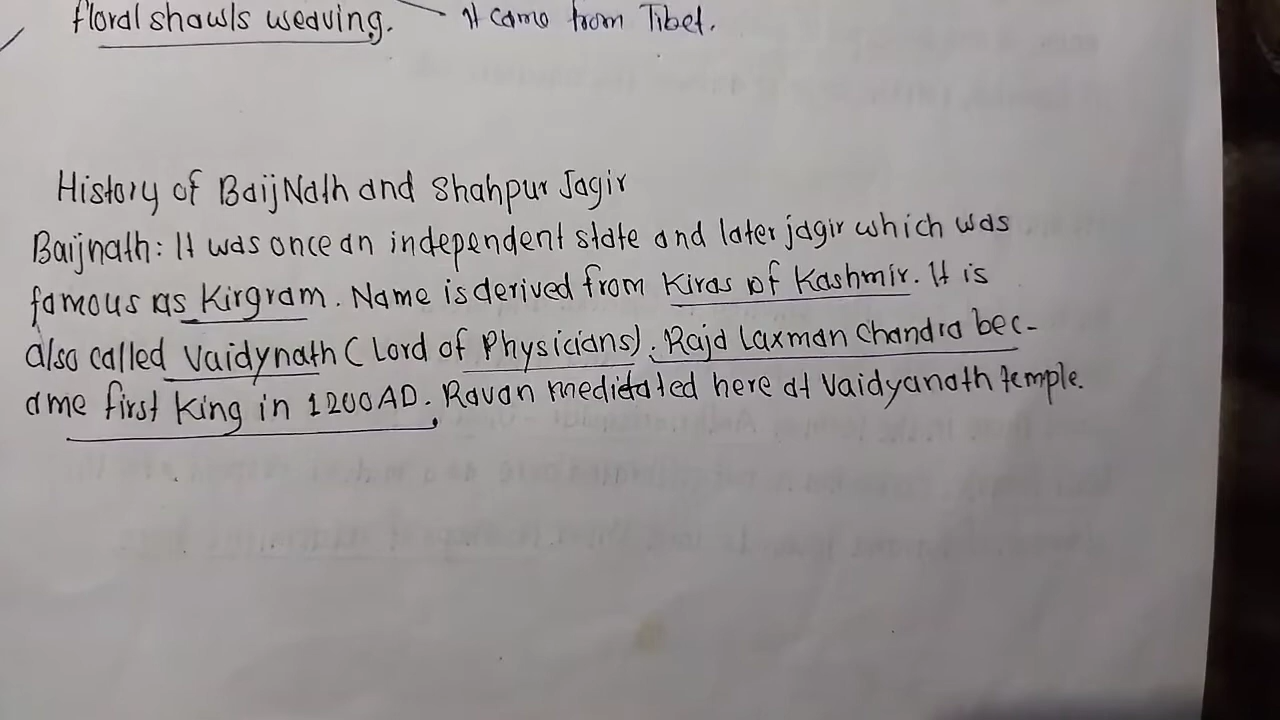 floral shawls weaving. It came from Tibet.
History of BaijNath and Shahpur Jagir
Baijnath: It was once an independent state and later jagir which was
famous as Kirgram. Name is derived from Kiras of Kashmir. It is
also called Vaidynath (Lord of Physicians). Raja Laxman Chandra bec-
ame first King in 1200AD. Ravan meditated here at Vaidyanath temple.